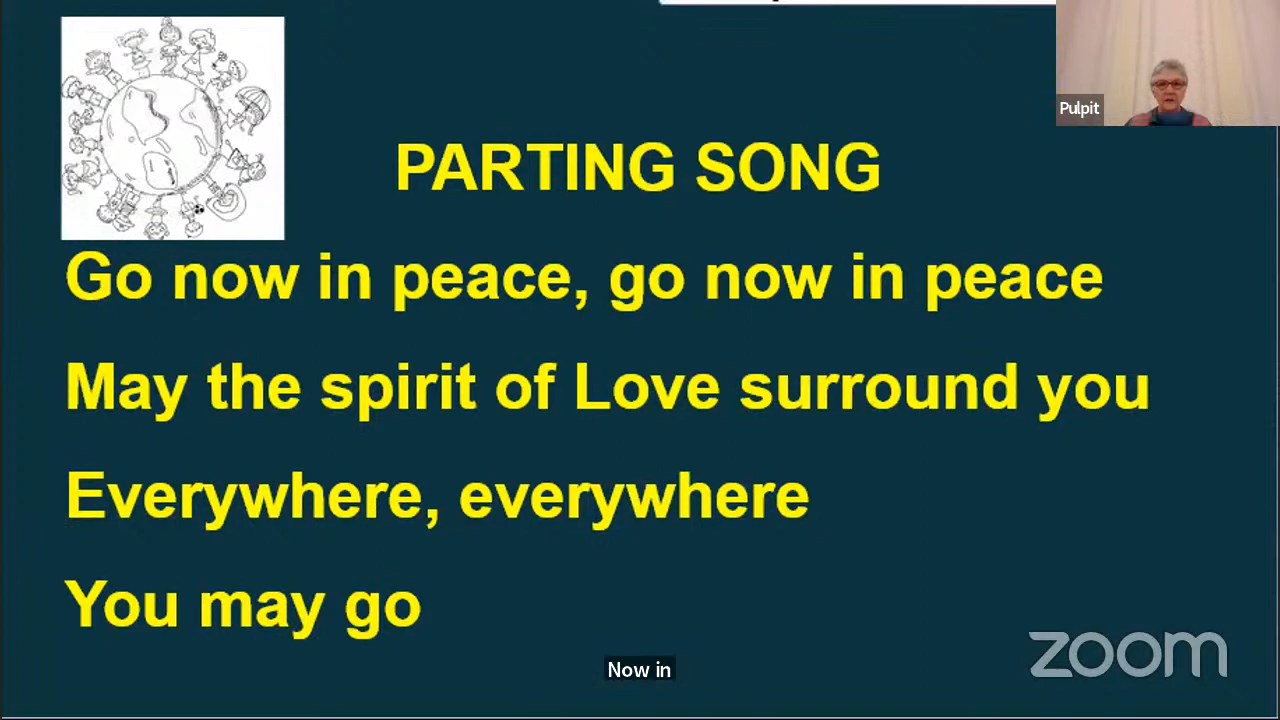 Pulpit
PARTING SONG
Go now in peace, go now in peace
May the spirit of Love surround you
Everywhere, everywhere
You may go
zoom
Now in